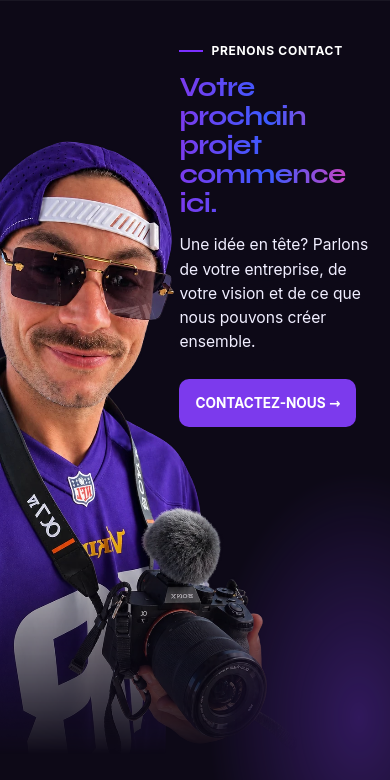 PRENONS CONTACT
Votre
prochain
projet
commence
ici.
Une idée en tête? Parlons
de votre entreprise, de
votre vision et de ce que
nous pouvons créer
ensemble.
CONTACTEZ-NOUS →
NFL